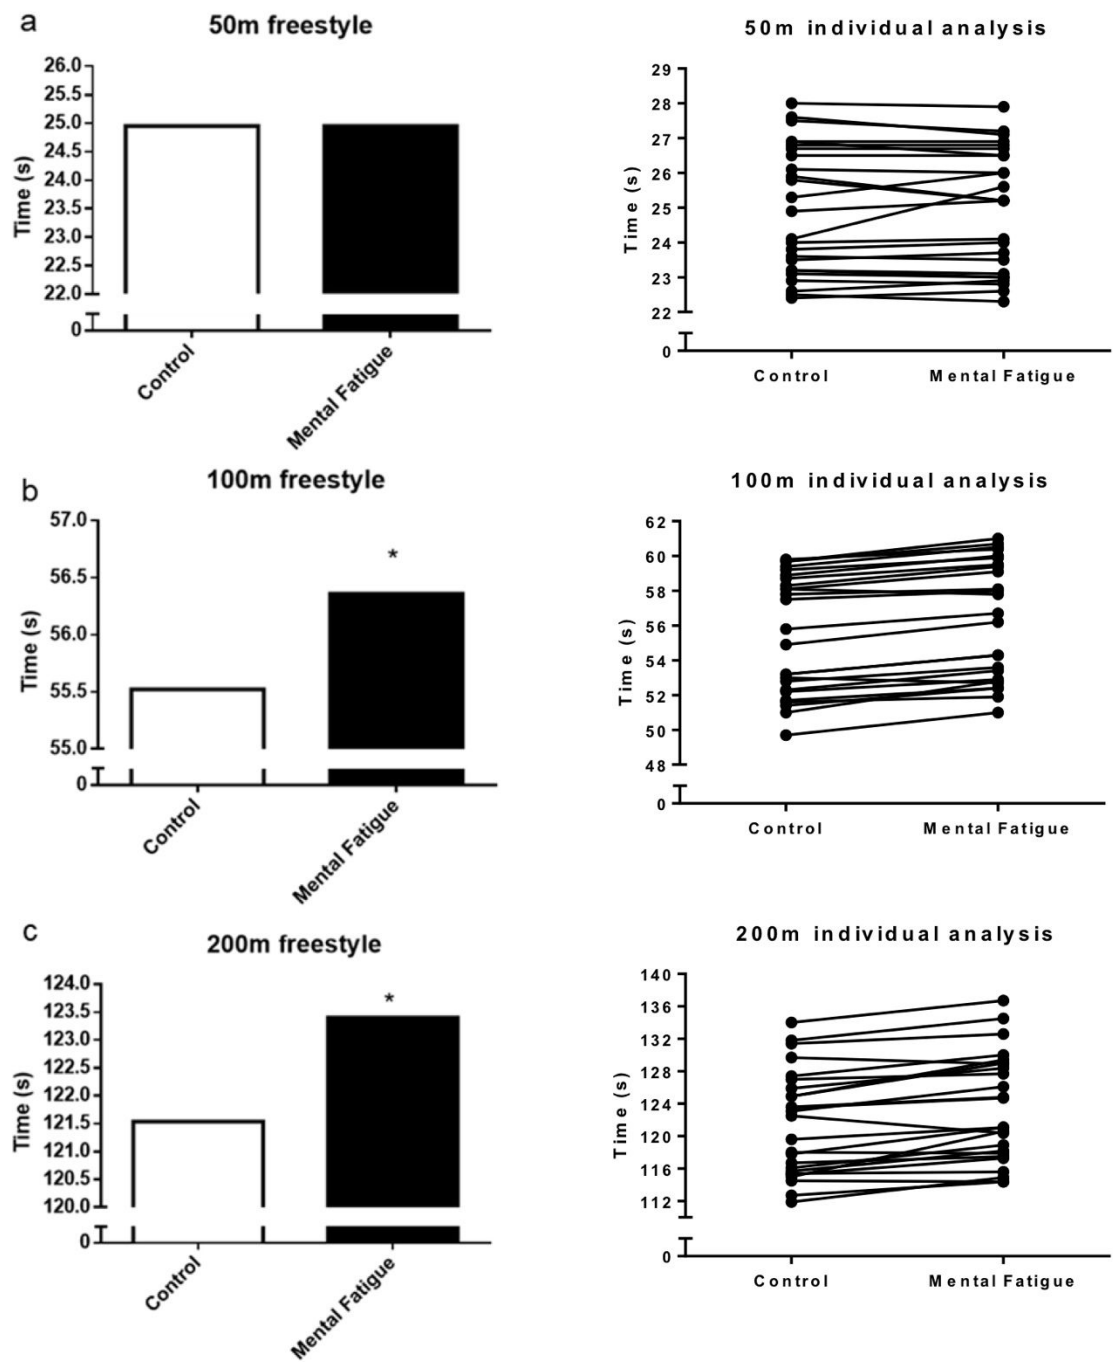 a
50m freestyle
26.0
25.5
25.0
24.5
24.0
23.5
23.0
22.5
22.0
0
Time (s)
Control
Mental Fatigue
50m individual analysis
29
28
27
26
25
24
23
22
0
Time (s)
Control
Mental Fatigue
b
100m freestyle
57.0
56.5
56.0
55.5
55.0
0
Time (s)
*
Control
Mental Fatigue
100m individual analysis
62
60
58
56
54
52
50
48
0
Time (s)
Control
Mental Fatigue
c
200m freestyle
124.0
123.5
123.0
122.5
122.0
121.5
121.0
120.5
120.0
0
Time (s)
*
Control
Mental Fatigue
200m individual analysis
140
136
132
128
124
120
116
112
0
Time (s)
Control
Mental Fatigue